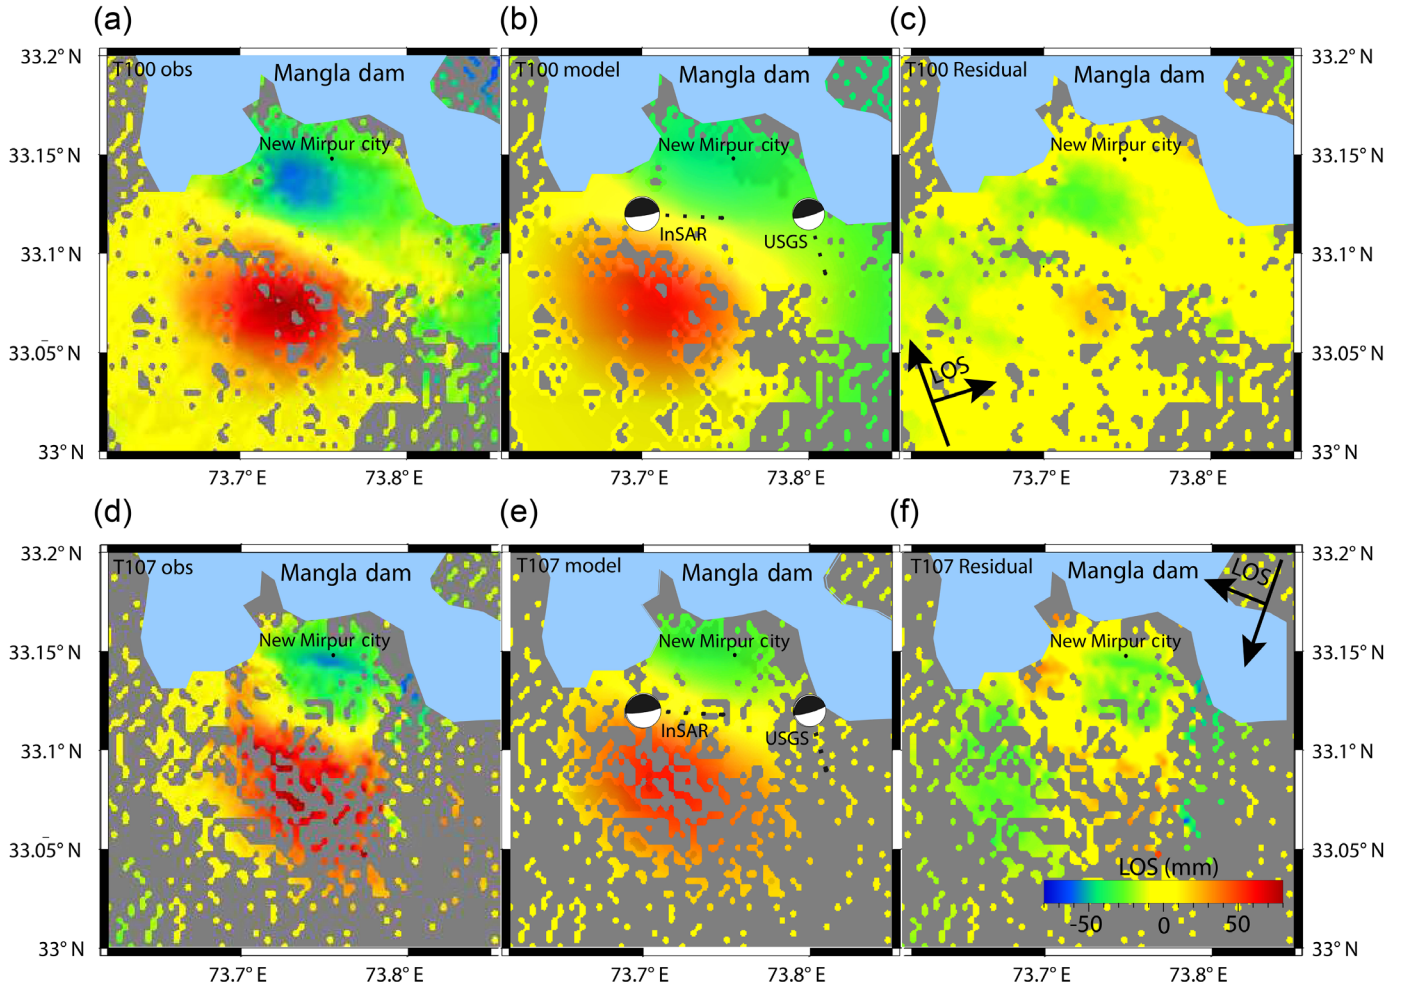 (a)
(b)
(c)
33.2° N
T100 obs
Mangla dam
T100 model
Mangla dam
T100 Residual
Mangla dam
33.2° N
33.15° N
New Mirpur city
New Mirpur city
New Mirpur city
33.15° N
33.1° N
InSAR
USGS
33.1° N
33.05° N
LOS
33.05° N
33° N
33° N
73.7° E
73.8° E
73.7° E
73.8° E
73.7° E
73.8° E
(d)
(e)
(f)
33.2° N
T107 obs
Mangla dam
T107 model
Mangla dam
T107 Residual
Mangla dam
LOS
33.2° N
33.15° N
New Mirpur city
New Mirpur city
New Mirpur city
33.15° N
33.1° N
InSAR
USGS
33.1° N
33.05° N
33.05° N
LOS (mm)
-50
0
50
33° N
33° N
73.7° E
73.8° E
73.7° E
73.8° E
73.7° E
73.8° E